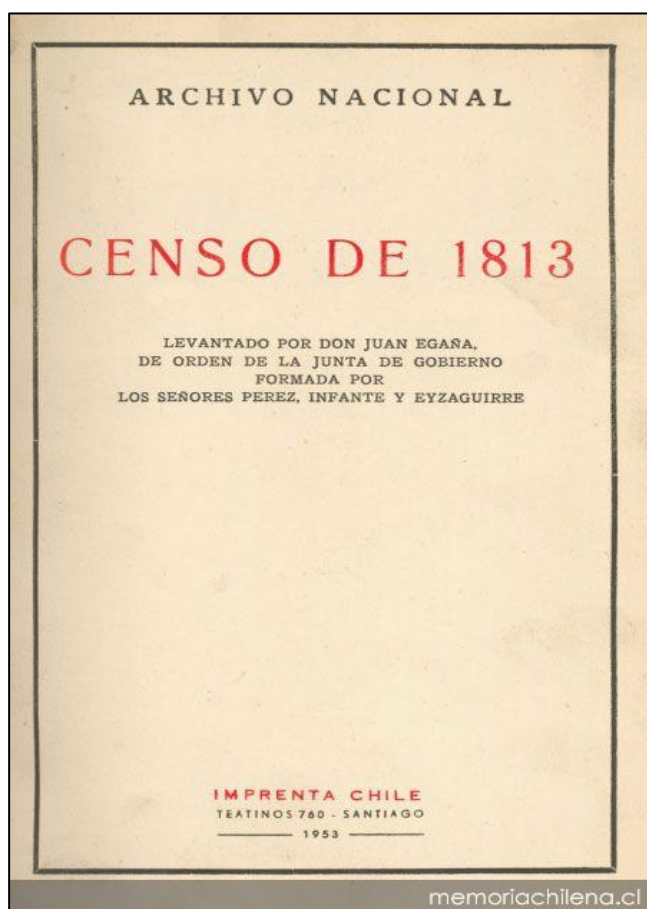 ARCHIVO NACIONAL
CENSO DE 1813
LEVANTADO POR DON JUAN EGAÑA,
DE ORDEN DE LA JUNTA DE GOBIERNO
FORMADA POR
LOS SEÑORES PEREZ, INFANTE Y EYZAGUIRRE
IMPRENTA CHILE
TEATINOS 760 - SANTIAGO
1953
memoriachilena.cl